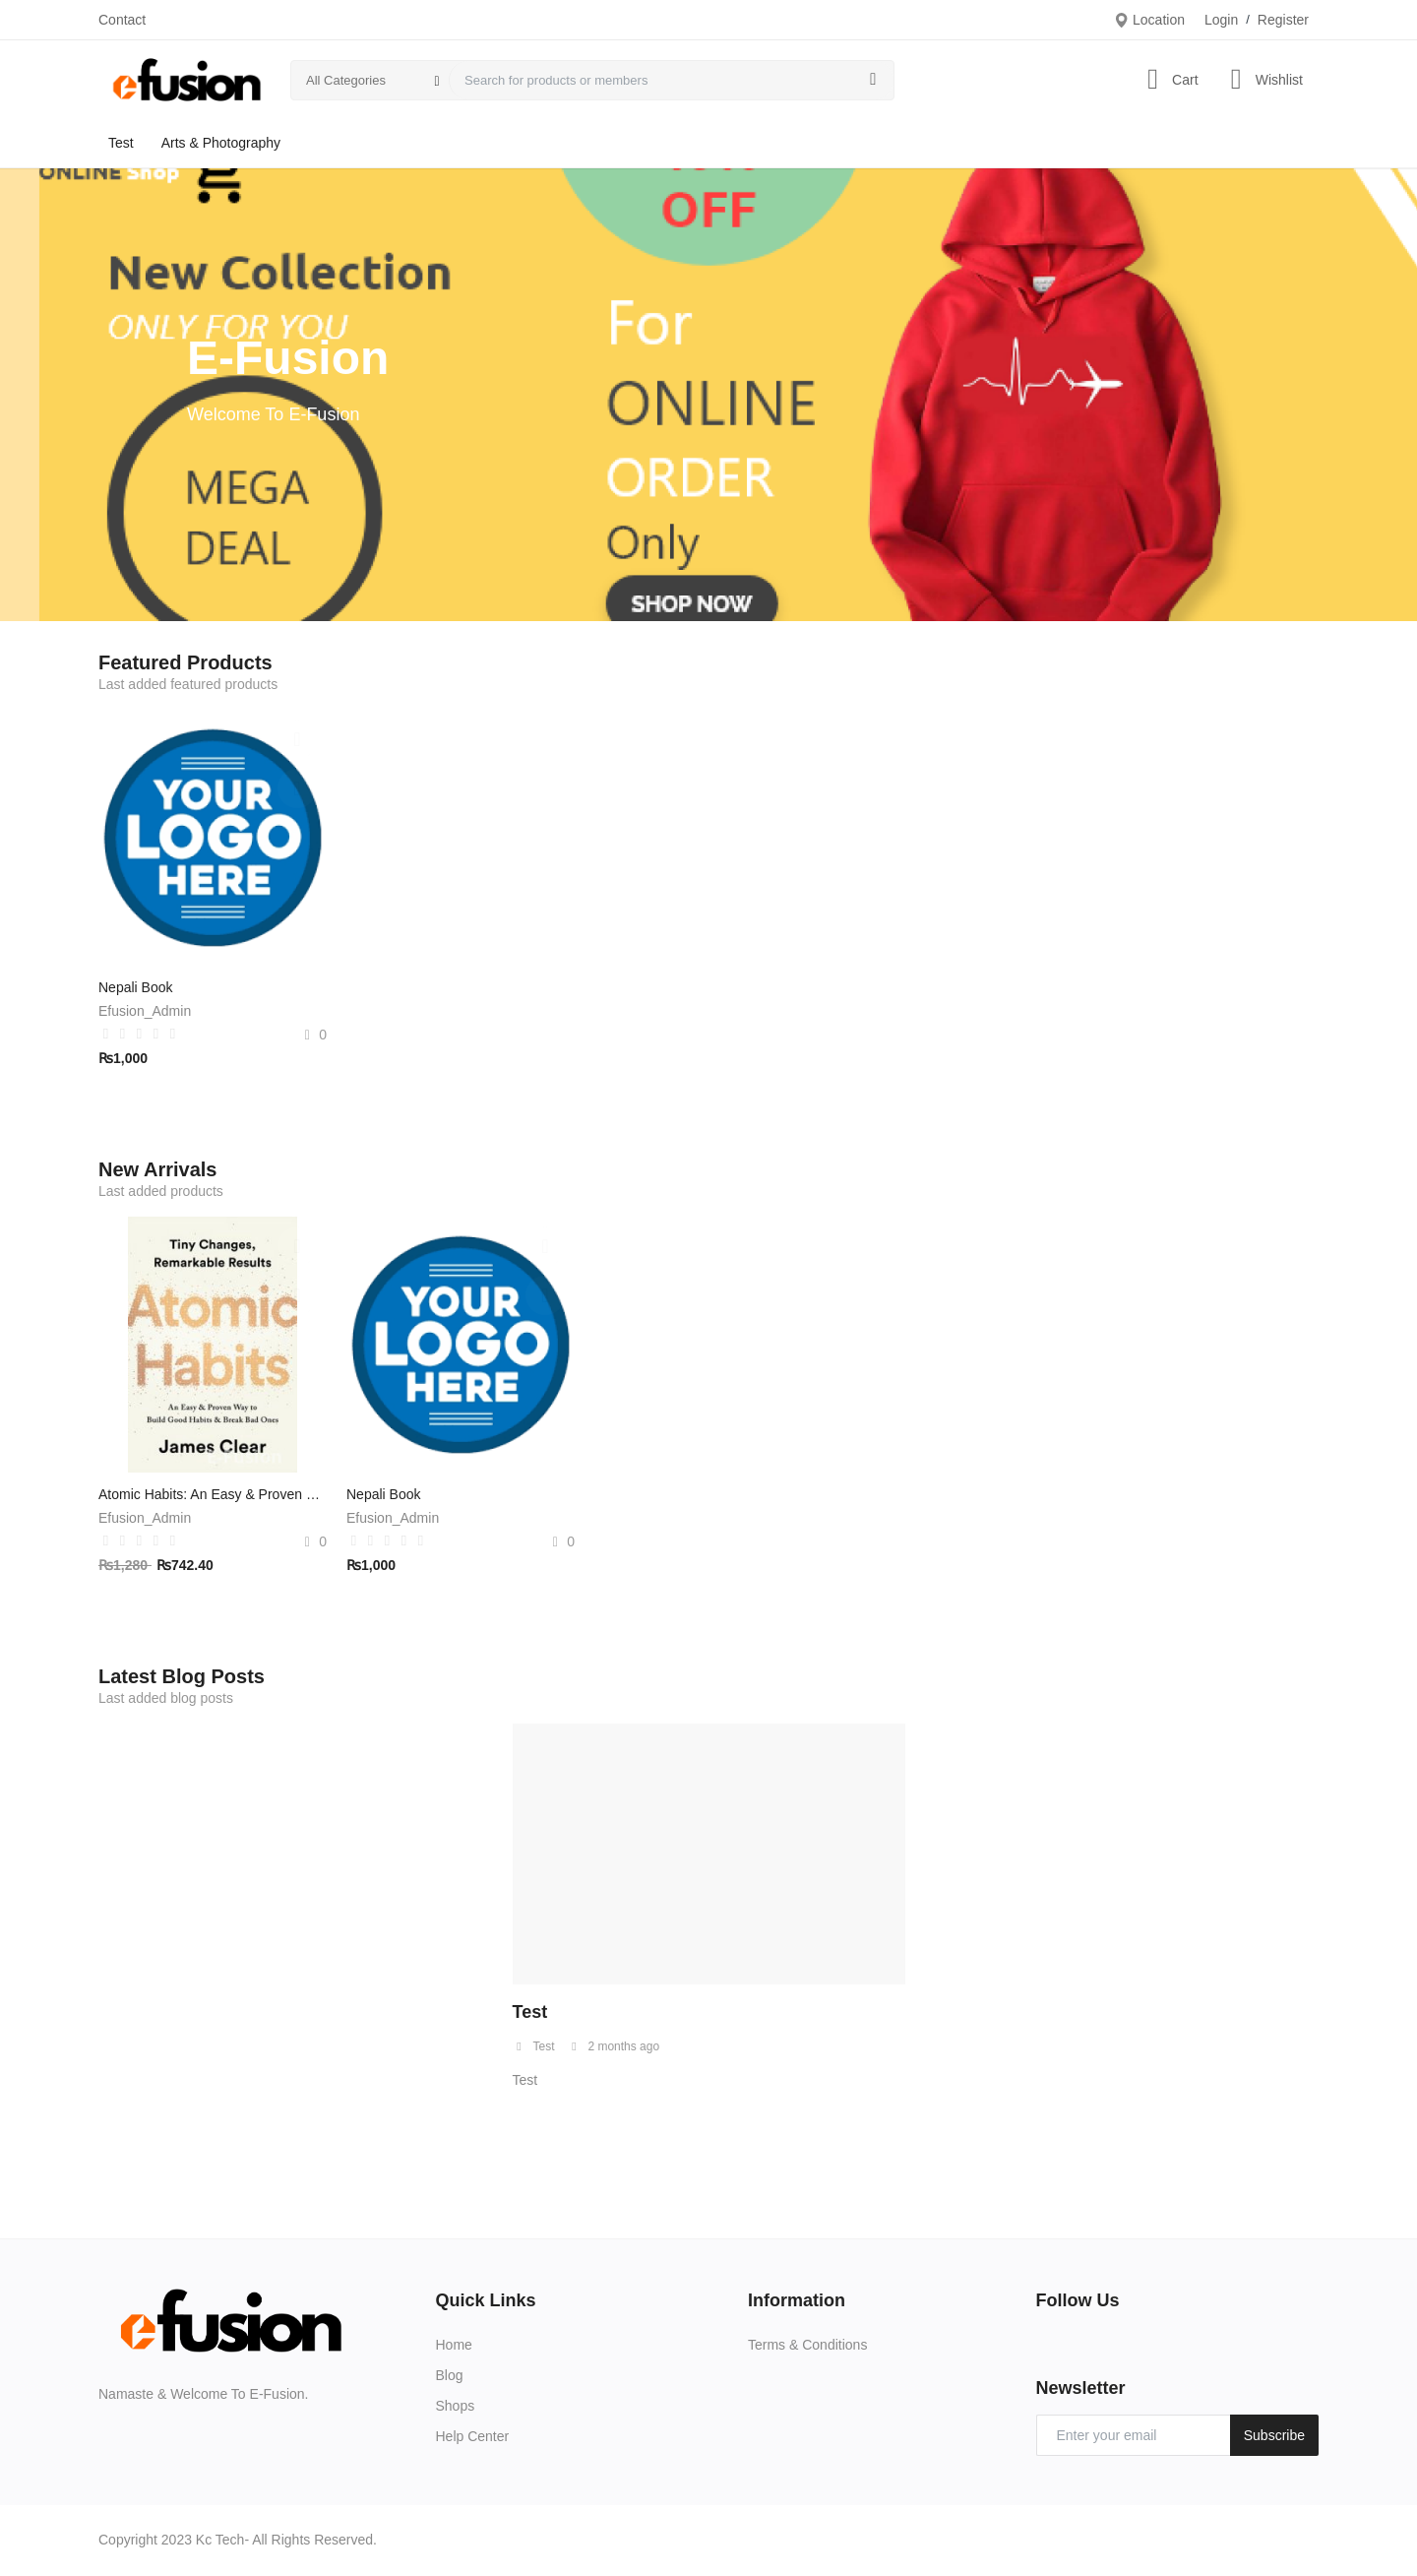 Contact
Location Login / Register
efusion
All Categories Search for products or members
Cart Wishlist
Test Arts & Photography
ONLINE Shop
OFF
New Collection
ONLY FOR YOU
E-Fusion
Welcome To E-Fusion
MEGA
DEAL
For
ONLINE
ORDER
Only
SHOP NOW
Featured Products
Last added featured products
YOUR
LOGO
HERE
Nepali Book
Efusion_Admin
0
₨1,000
New Arrivals
Last added products
Tiny Changes,
Remarkable Results
Atomic
Habits
An Easy & Proven Way to
Build Good Habits & Break Bad Ones
James Clear
Atomic Habits: An Easy & Proven …
Efusion_Admin
0
₨1,280 ₨742.40
YOUR
LOGO
HERE
Nepali Book
Efusion_Admin
0
₨1,000
Latest Blog Posts
Last added blog posts
Test
Test 2 months ago
Test
efusion
Namaste & Welcome To E-Fusion.
Quick Links
Home
Blog
Shops
Help Center
Information
Terms & Conditions
Follow Us
Newsletter
Enter your email Subscribe
Copyright 2023 Kc Tech- All Rights Reserved.